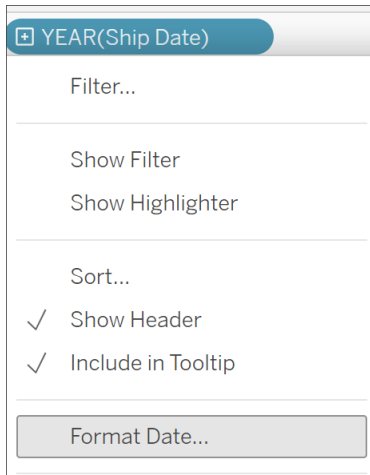 YEAR(Ship Date)
Filter...
Show Filter
Show Highlighter
Sort...
Show Header
Include in Tooltip
Format Date...